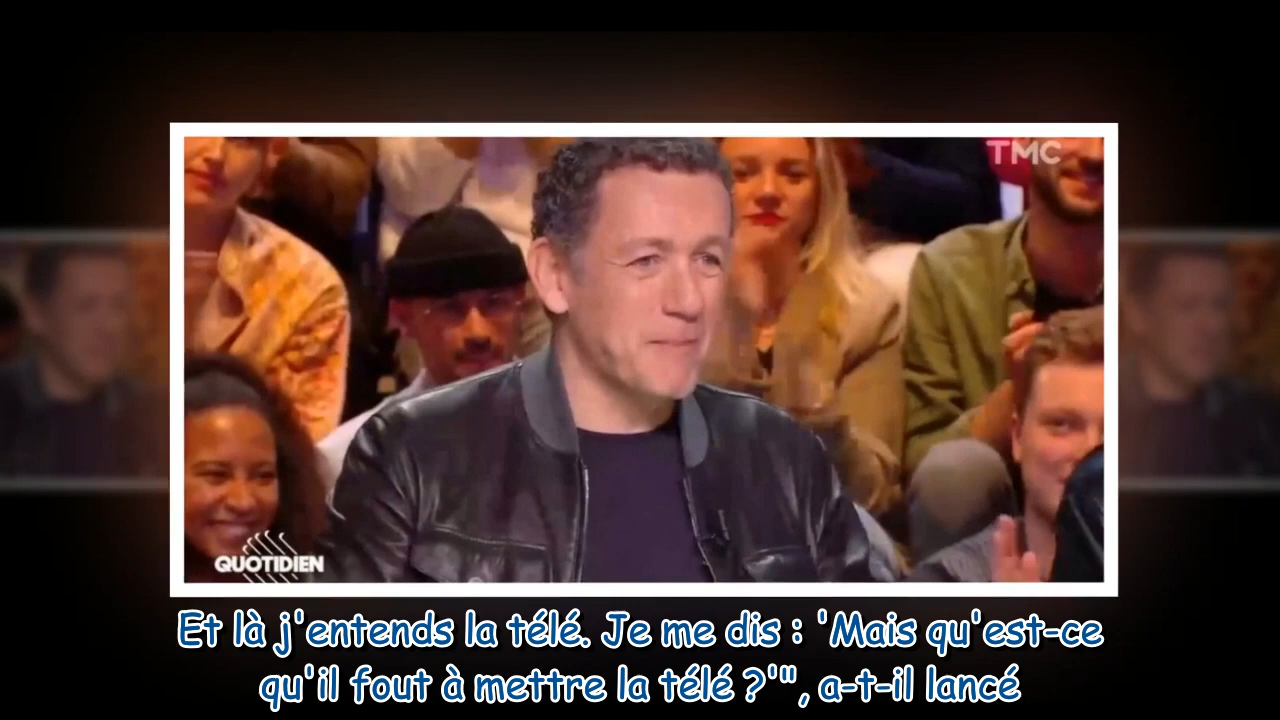 TMC
QUOTIDIEN
Et là j'entends la télé. Je me dis : 'Mais qu'est-ce
qu'il fout à mettre la télé ?'", a-t-il lancé